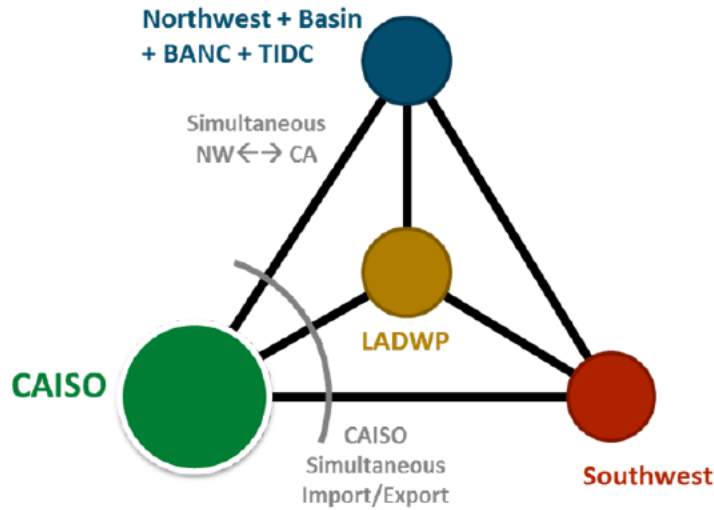 Northwest + Basin
+ BANC + TIDC
Simultaneous
NW←→ CA
LADWP
CAISO
CAISO
Simultaneous
Import/Export
Southwest